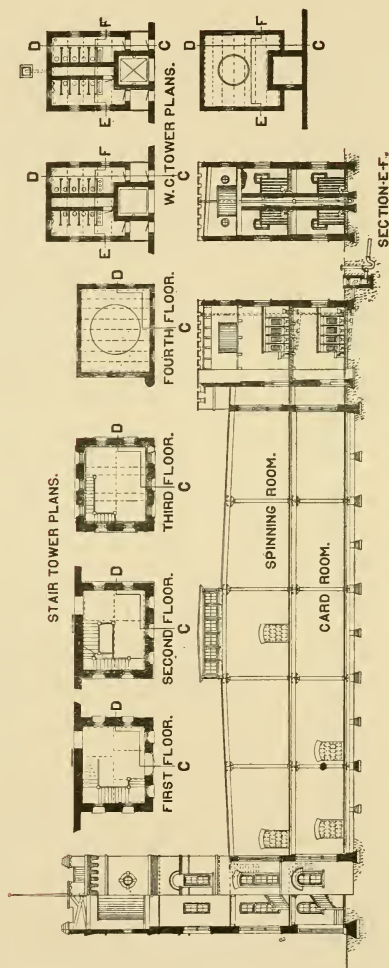 STAIR TOWER PLANS.
D
C
FIRST FLOOR.
D
C
SECOND FLOOR.
D
C
THIRD FLOOR.
D
C
FOURTH FLOOR.
D
E F
C
D
E F
C
W.C. TOWER PLANS.
D
E F
C
SPINNING ROOM.
CARD ROOM.
SECTION-E.F.